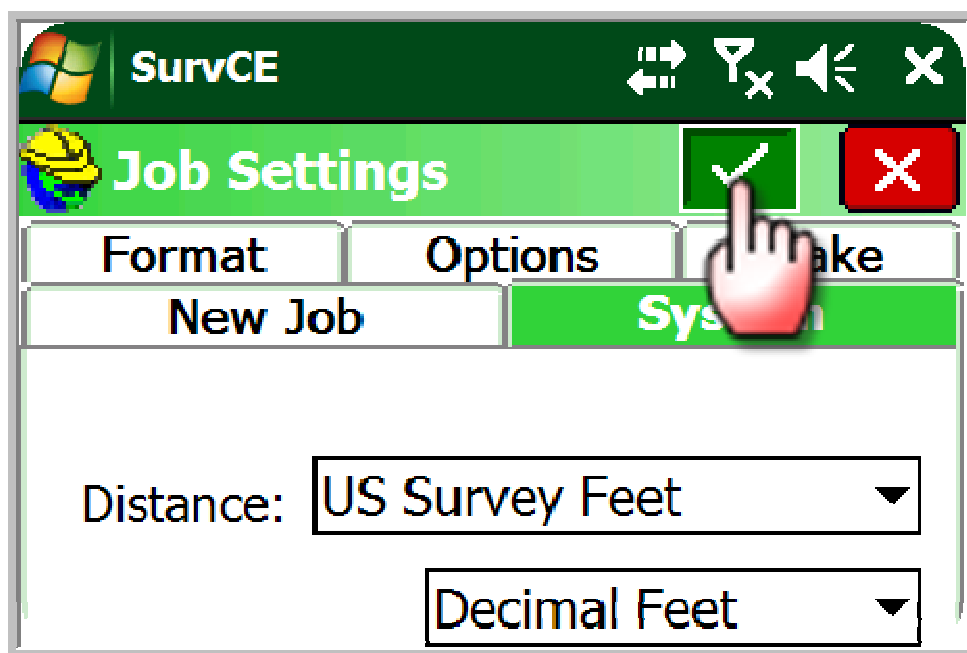 SurvCE
Job Settings
Format Options
New Job
Distance: US Survey Feet
Decimal Feet